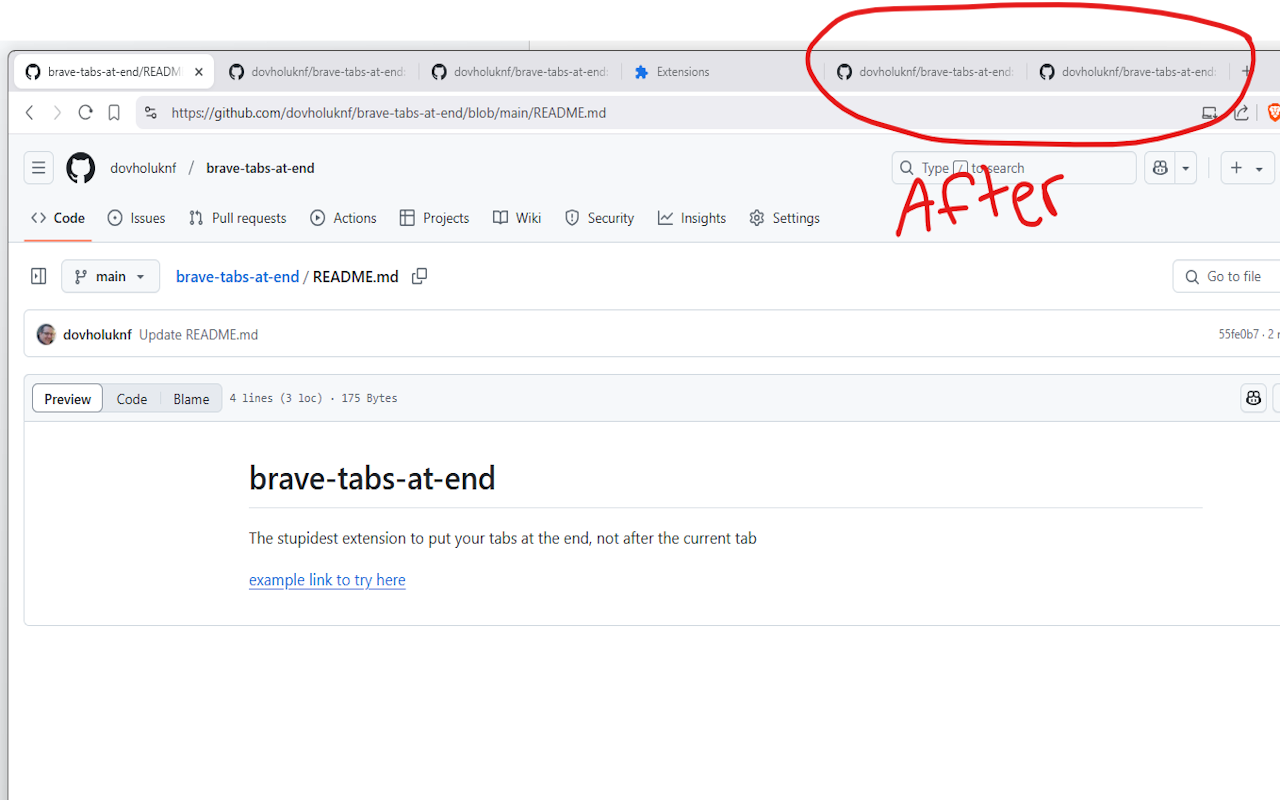 brave-tabs-at-end/READM
dovholuknf/brave-tabs-at-end:
dovholuknf/brave-tabs-at-end:
Extensions
dovholuknf/brave-tabs-at-end:
dovholuknf/brave-tabs-at-end:
https://github.com/dovholuknf/brave-tabs-at-end/blob/main/README.md
dovholuknf / brave-tabs-at-end
Type / to search
After
Code
Issues
Pull requests
Actions
Projects
Wiki
Security
Insights
Settings
main
brave-tabs-at-end / README.md
Go to file
dovholuknf Update README.md
55fe0b7 · 2
Preview
Code
Blame
4 lines (3 loc) · 175 Bytes
brave-tabs-at-end
The stupidest extension to put your tabs at the end, not after the current tab
example link to try here